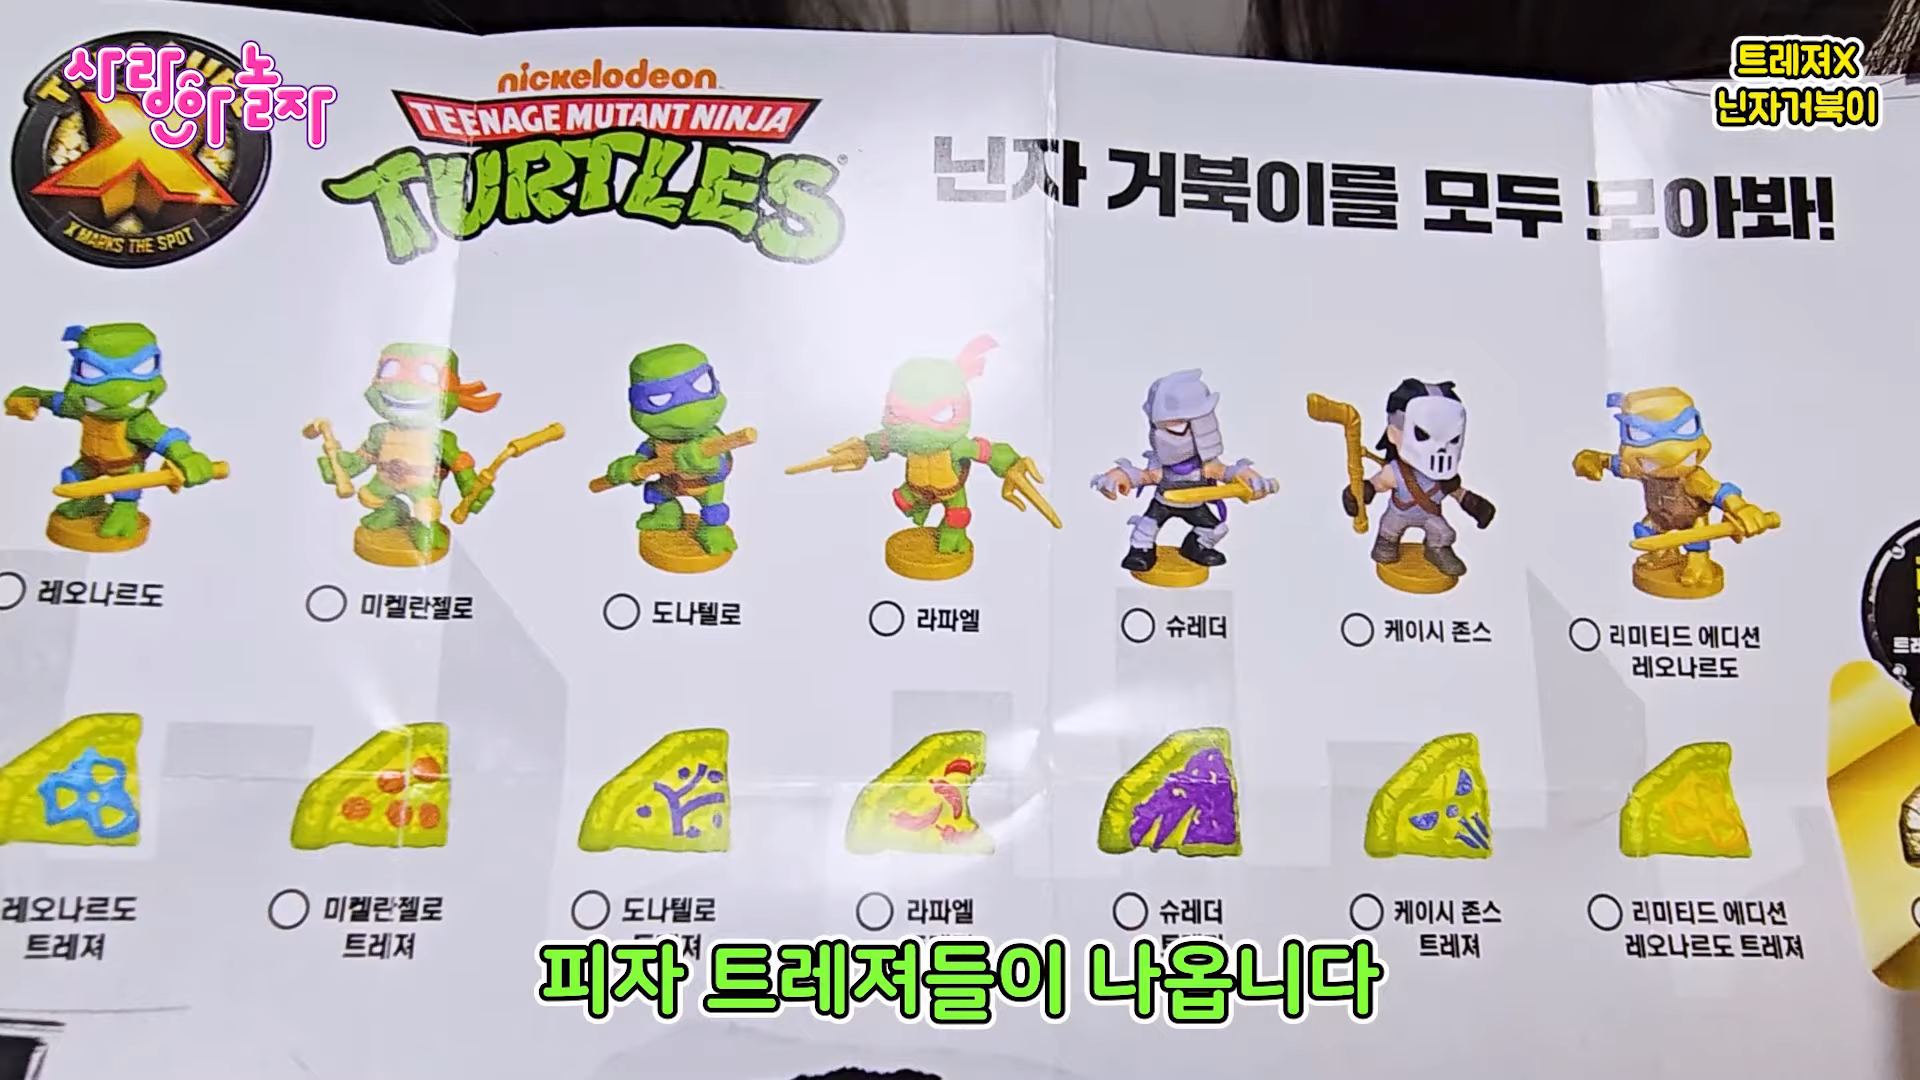 사랑아 놀자
트레져X
닌자거북이
X MARKS THE SPOT
nickelodeon
TEENAGE MUTANT NINJA
TURTLES
닌자 거북이를 모두 모아봐!
레오나르도
미켈란젤로
도나텔로
라파엘
슈레더
케이시 존스
리미티드 에디션
레오나르도
레오나르도
트레져
미켈란젤로
트레져
도나텔로
라파엘
슈레더
케이시 존스
트레져
리미티드 에디션
레오나르도 트레져
피자 트레져들이 나옵니다